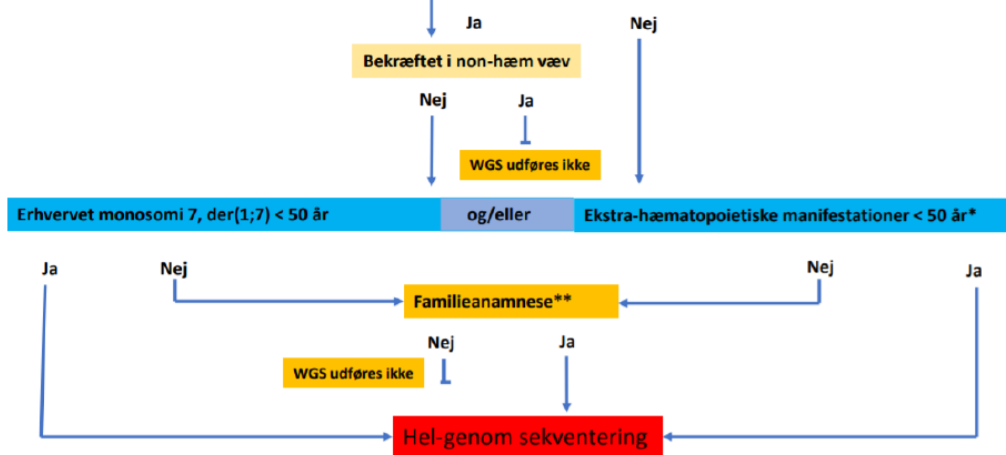 Ja
Nej
Bekræftet i non-hæm væv
Nej
Ja
WGS udføres ikke
Erhvervet monosomi 7, der(1;7) < 50 år
og/eller
Ekstra-hæmatopoietiske manifestationer < 50 år*
Ja
Nej
Nej
Ja
Familieanamnese**
Nej
Ja
WGS udføres ikke
Hel-genom sekventering